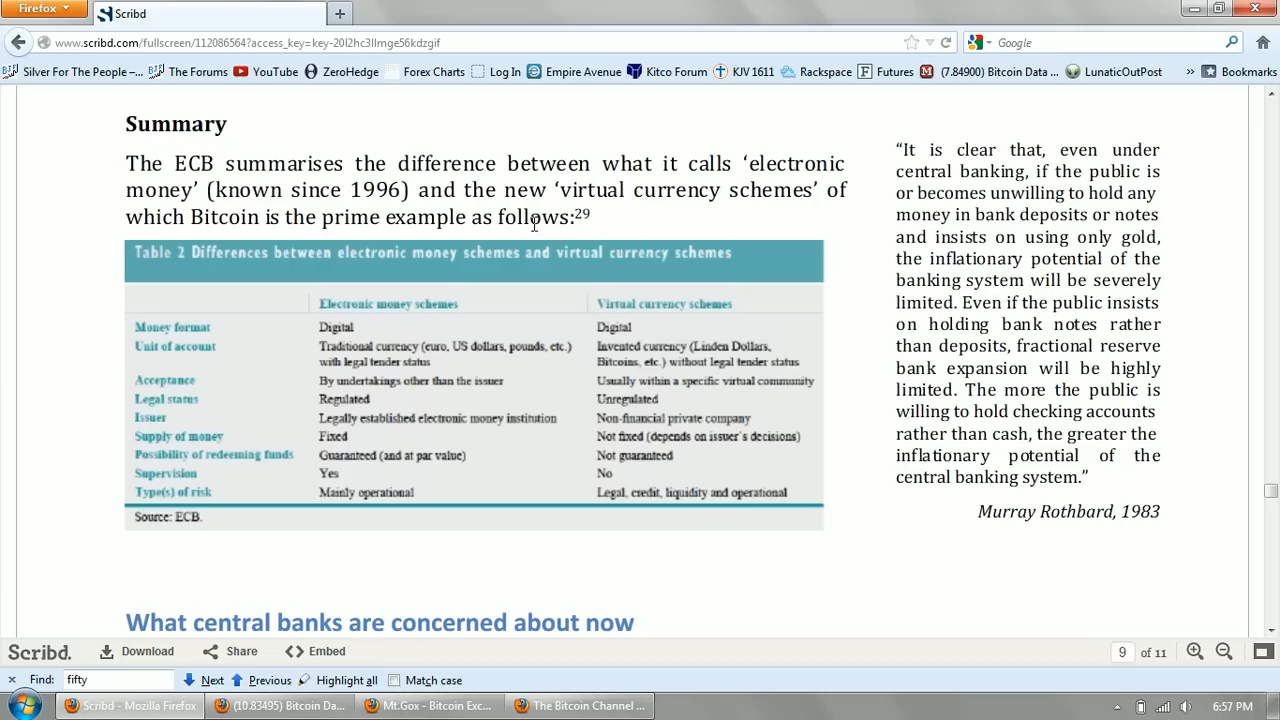 Firefox
Scribd
www.scribd.com/fullscreen/112086564?access_key=key-20l2hc3llmge56kdzgif
Google
Silver For The People –... The Forums YouTube ZeroHedge Forex Charts Log In Empire Avenue Kitco Forum KJV 1611 Rackspace Futures (7.84900) Bitcoin Data ... LunaticOutPost » Bookmarks
Summary
The ECB summarises the difference between what it calls ‘electronic
money’ (known since 1996) and the new ‘virtual currency schemes’ of
which Bitcoin is the prime example as follows:29
Table 2 Differences between electronic money schemes and virtual currency schemes
Electronic money schemes Virtual currency schemes
Money format Digital Digital
Unit of account Traditional currency (euro, US dollars, pounds, etc.) Invented currency (Linden Dollars,
with legal tender status Bitcoins, etc.) without legal tender status
Acceptance By undertakings other than the issuer Usually within a specific virtual community
Legal status Regulated Unregulated
Issuer Legally established electronic money institution Non-financial private company
Supply of money Fixed Not fixed (depends on issuer's decisions)
Possibility of redeeming funds Guaranteed (and at par value) Not guaranteed
Supervision Yes No
Type(s) of risk Mainly operational Legal, credit, liquidity and operational
Source: ECB.
“It is clear that, even under
central banking, if the public is
or becomes unwilling to hold any
money in bank deposits or notes
and insists on using only gold,
the inflationary potential of the
banking system will be severely
limited. Even if the public insists
on holding bank notes rather
than deposits, fractional reserve
bank expansion will be highly
limited. The more the public is
willing to hold checking accounts
rather than cash, the greater the
inflationary potential of the
central banking system.”
Murray Rothbard, 1983
What central banks are concerned about now
Scribd. Download Share Embed 9 of 11
× Find: fifty Next Previous Highlight all Match case
Scribd - Mozilla Firefox (10.83495) Bitcoin Da... Mt.Gox - Bitcoin Exc... The Bitcoin Channel ... 6:57 PM